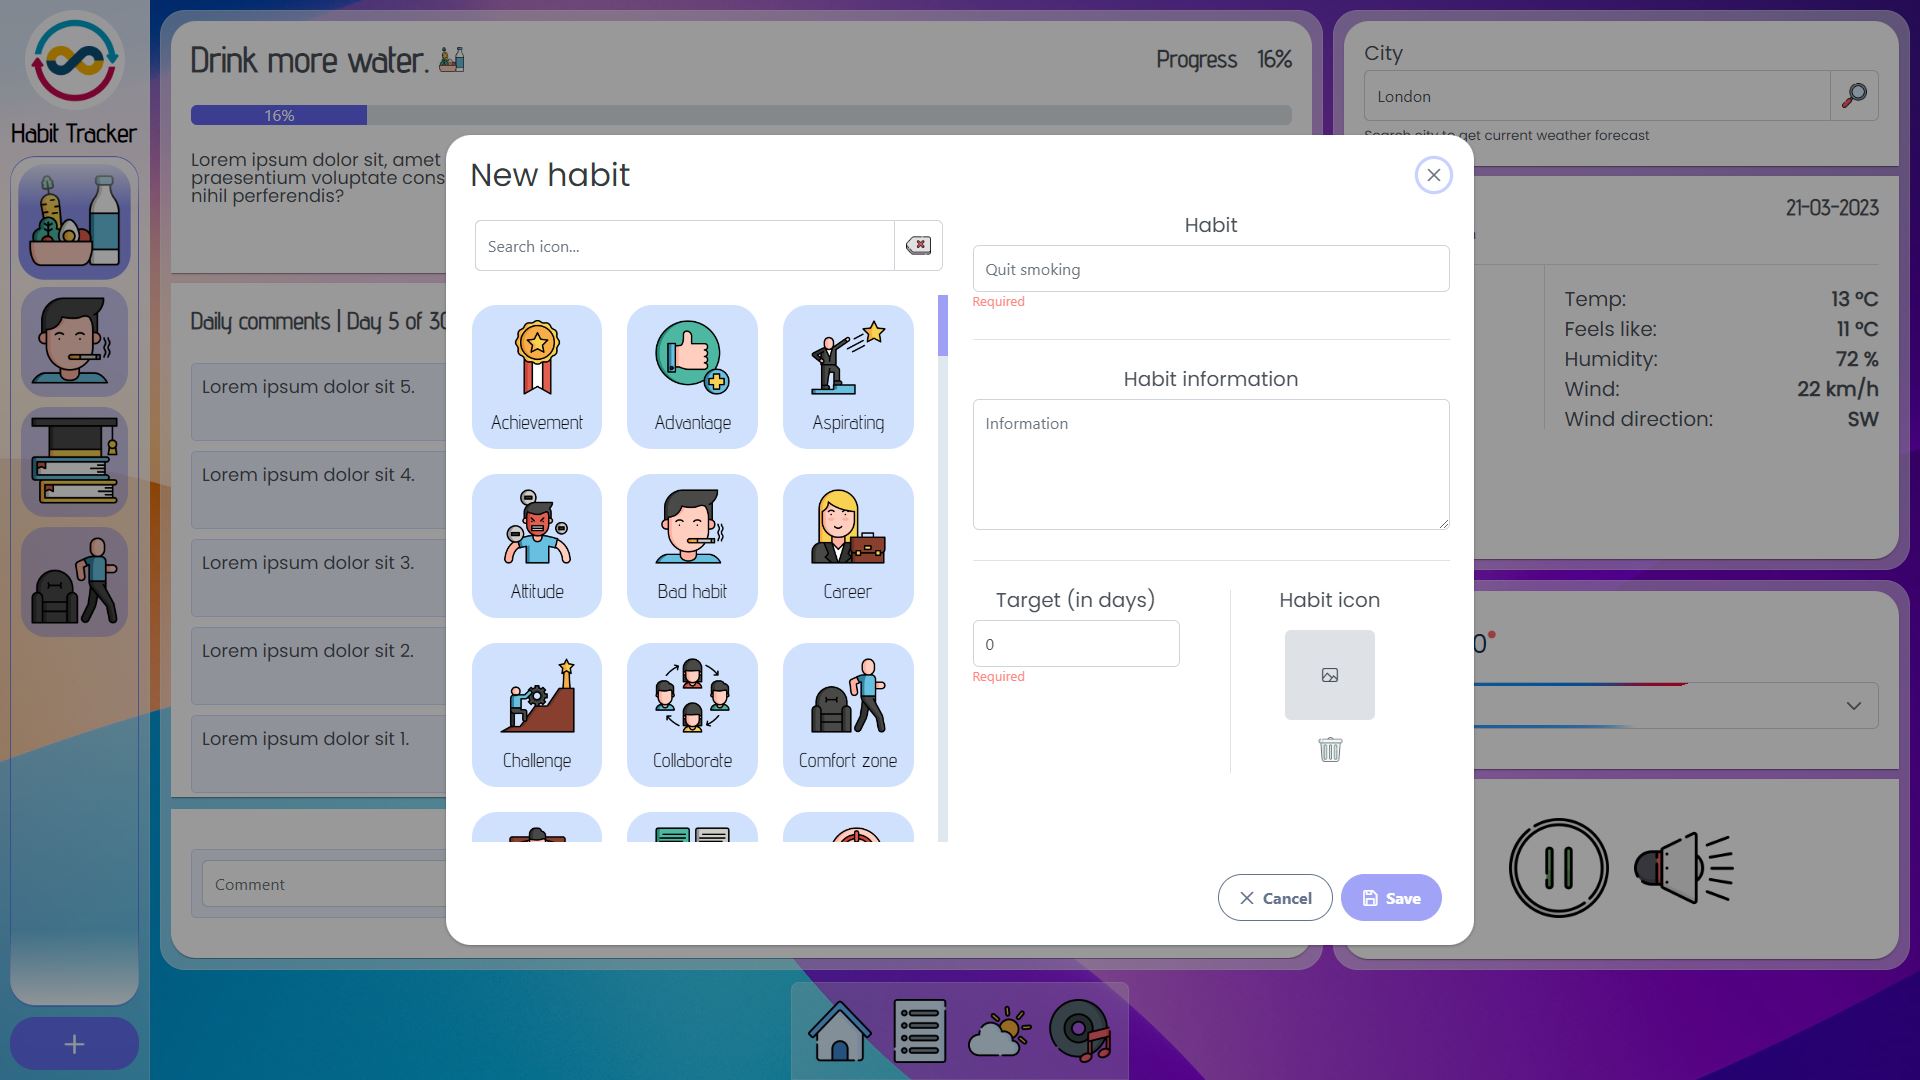 Habit Tracker
Drink more water.
Progress 16%
16%
Lorem ipsum dolor sit, amet
praesentium voluptate cons
nihil perferendis?
Daily comments | Day 5 of 30
Lorem ipsum dolor sit 5.
Lorem ipsum dolor sit 4.
Lorem ipsum dolor sit 3.
Lorem ipsum dolor sit 2.
Lorem ipsum dolor sit 1.
Comment
New habit
Search icon...
Achievement
Advantage
Aspirating
Attitude
Bad habit
Career
Challenge
Collaborate
Comfort zone
Habit
Quit smoking
Required
Habit information
Information
Target (in days)
0
Required
Habit icon
Cancel
Save
City
London
Search city to get current weather forecast
21-03-2023
Temp: 13 ºC
Feels like: 11 ºC
Humidity: 72 %
Wind: 22 km/h
Wind direction: SW